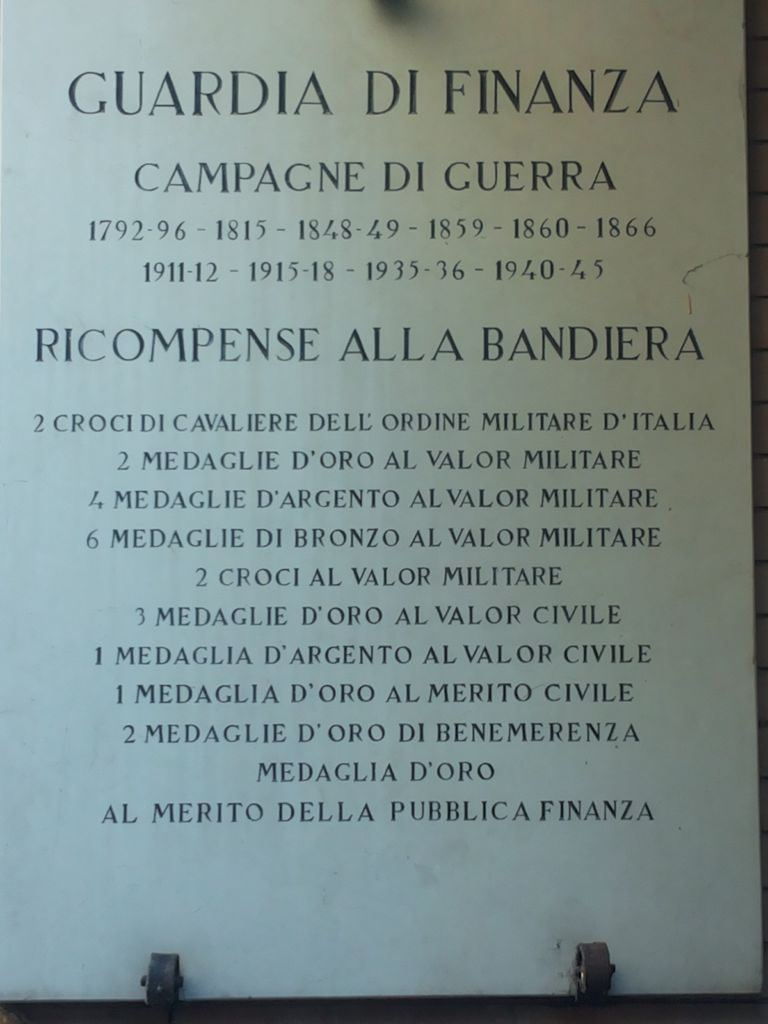 GUARDIA DI FINANZA
CAMPAGNE DI GUERRA
1792-96 - 1815 - 1848-49 - 1859 - 1860 - 1866
1911-12 - 1915-18 - 1935-36 - 1940-45
RICOMPENSE ALLA BANDIERA
2 CROCI DI CAVALIERE DELL' ORDINE MILITARE D'ITALIA
2 MEDAGLIE D'ORO AL VALOR MILITARE
4 MEDAGLIE D'ARGENTO AL VALOR MILITARE
6 MEDAGLIE DI BRONZO AL VALOR MILITARE
2 CROCI AL VALOR MILITARE
3 MEDAGLIE D'ORO AL VALOR CIVILE
1 MEDAGLIA D'ARGENTO AL VALOR CIVILE
1 MEDAGLIA D'ORO AL MERITO CIVILE
2 MEDAGLIE D'ORO DI BENEMERENZA
MEDAGLIA D'ORO
AL MERITO DELLA PUBBLICA FINANZA